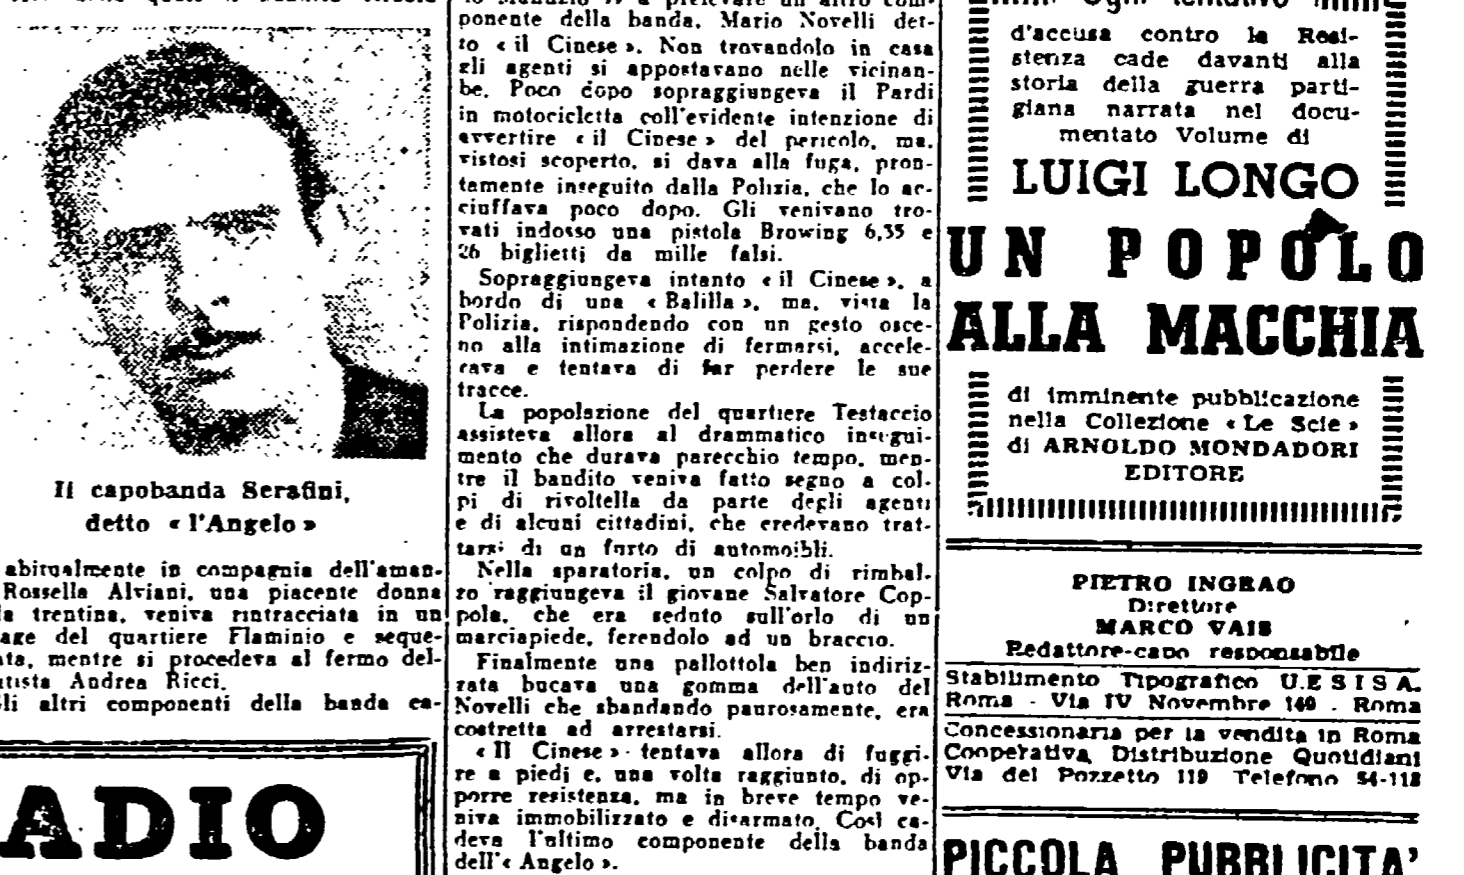 Il capobanda Serafini,
detto « l'Angelo »
abitualmente in compagnia dell'aman-
Rossella Alviani, una piacente donna
trentina, veniva rintracciata in un
del quartiere Flaminio e seque-
mentre si procedeva al fermo del-
Andrea Ricci.
altri componenti della banda ca-
ADIO
ponente della banda, Mario Novelli det-
to « il Cinese ». Non trovandolo in casa
gli agenti si appostavano nelle vicinan-
be. Poco dopo sopraggiungeva il Pardi
in motocicletta coll'evidente intenzione di
avvertire « il Cinese » del pericolo, ma,
vistosi scoperto, si dava alla fuga, pron-
tamente inseguito dalla Polizia, che lo ac-
ciuffava poco dopo. Gli venivano tro-
vati indosso una pistola Browing 6,35 e
26 biglietti da mille falsi.
Sopraggiungeva intanto « il Cinese », a
bordo di una « Balilla », ma, vista la
Polizia, rispondendo con un gesto osce-
no alla intimazione di fermarsi, accele-
rava e tentava di far perdere le sue
tracce.
La popolazione del quartiere Testaccio
assisteva allora al drammatico insegui-
mento che durava parecchio tempo, men-
tre il bandito veniva fatto segno a col-
pi di rivoltella da parte degli agenti
e di alcuni cittadini, che credevano trat-
tarsi di un furto di automoibli.
Nella sparatoria, un colpo di rimbal-
zo raggiungeva il giovane Salvatore Cop-
pola, che era seduto sull'orlo di un
marciapiede, ferendolo ad un braccio.
Finalmente una pallottola ben indiriz-
zata bucava una gomma dell'auto del
Novelli che sbandando paurosamente, era
costretta ad arrestarsi.
« Il Cinese » tentava allora di fuggi-
re a piedi e, una volta raggiunto, di op-
porre resistenza, ma in breve tempo ve-
niva immobilizzato e disarmato. Così ca-
deva l'ultimo componente della banda
dell'« Angelo ».
Ogni tentativo
d'accusa contro la Resi-
stenza cade davanti alla
storia della guerra parti-
giana narrata nel docu-
mentato Volume di
LUIGI LONGO
UN POPOLO
ALLA MACCHIA
di imminente pubblicazione
nella Collezione « Le Scie »
di ARNOLDO MONDADORI
EDITORE
PIETRO INGRAO
Direttore
MARCO VAIS
Redattore-capo responsabile
Stabilimento Tipografico U.E S I S A.
Roma - Via IV Novembre 149 - Roma
Concessionaria per la vendita in Roma
Cooperativa Distribuzione Quotidiani
Via del Pozzetto 119 Telefono 54-118
PICCOLA PUBBLICITA'